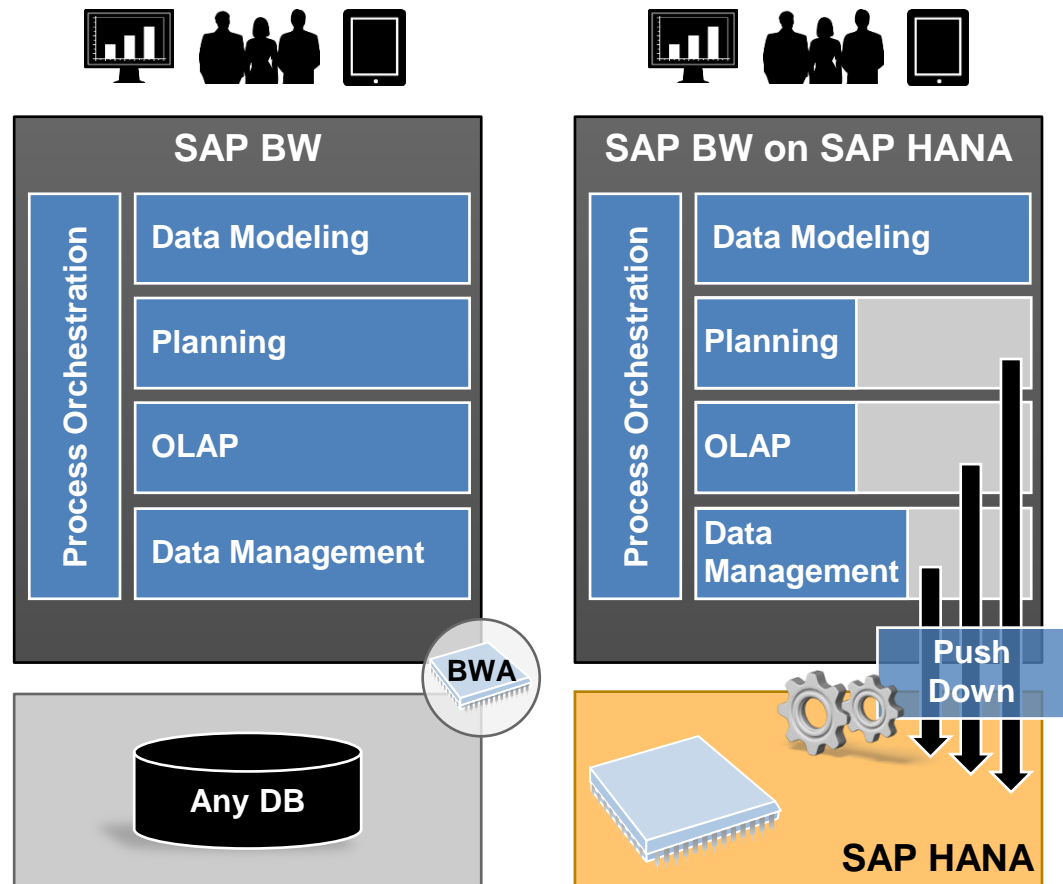 SAP BW
Process Orchestration
Data Modeling
Planning
OLAP
Data Management
BWA
Any DB
SAP BW on SAP HANA
Process Orchestration
Data Modeling
Planning
OLAP
Data
Management
Push
Down
SAP HANA